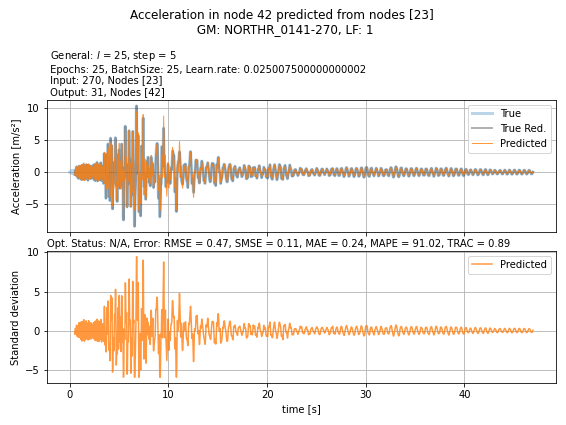 Acceleration in node 42 predicted from nodes [23]
GM: NORTHR_0141-270, LF: 1
General: l = 25, step = 5
Epochs: 25, BatchSize: 25, Learn.rate: 0.025007500000000002
Input: 270, Nodes [23]
Output: 31, Nodes [42]
10
5
0
−5
Acceleration [m/s²]
True
True Red.
Predicted
Opt. Status: N/A, Error: RMSE = 0.47, SMSE = 0.11, MAE = 0.24, MAPE = 91.02, TRAC = 0.89
10
5
0
−5
Standard deviation
Predicted
0
10
20
30
40
time [s]